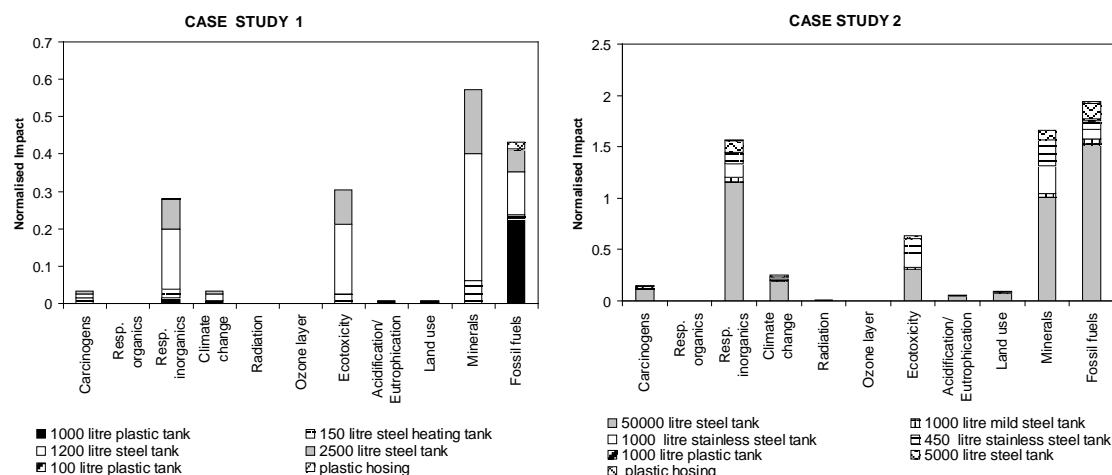 CASE STUDY 1
Normalised Impact
0.7
0.6
0.5
0.4
0.3
0.2
0.1
0
Carcinogens
Resp.
organics
Resp.
inorganics
Climate
change
Radiation
Ozone layer
Ecotoxicity
Acidification/
Eutrophication
Land use
Minerals
Fossil fuels
1000 litre plastic tank
150 litre steel heating tank
1200 litre steel tank
2500 litre steel tank
100 litre plastic tank
plastic hosing
CASE STUDY 2
Normalised Impact
2.5
2
1.5
1
0.5
0
Carcinogens
Resp.
organics
Resp.
inorganics
Climate
change
Radiation
Ozone layer
Ecotoxicity
Acidification/
Eutrophication
Land use
Minerals
Fossil fuels
50000 litre steel tank
1000 litre mild steel tank
1000 litre stainless steel tank
450 litre stainless steel tank
1000 litre plastic tank
5000 litre steel tank
plastic hosing